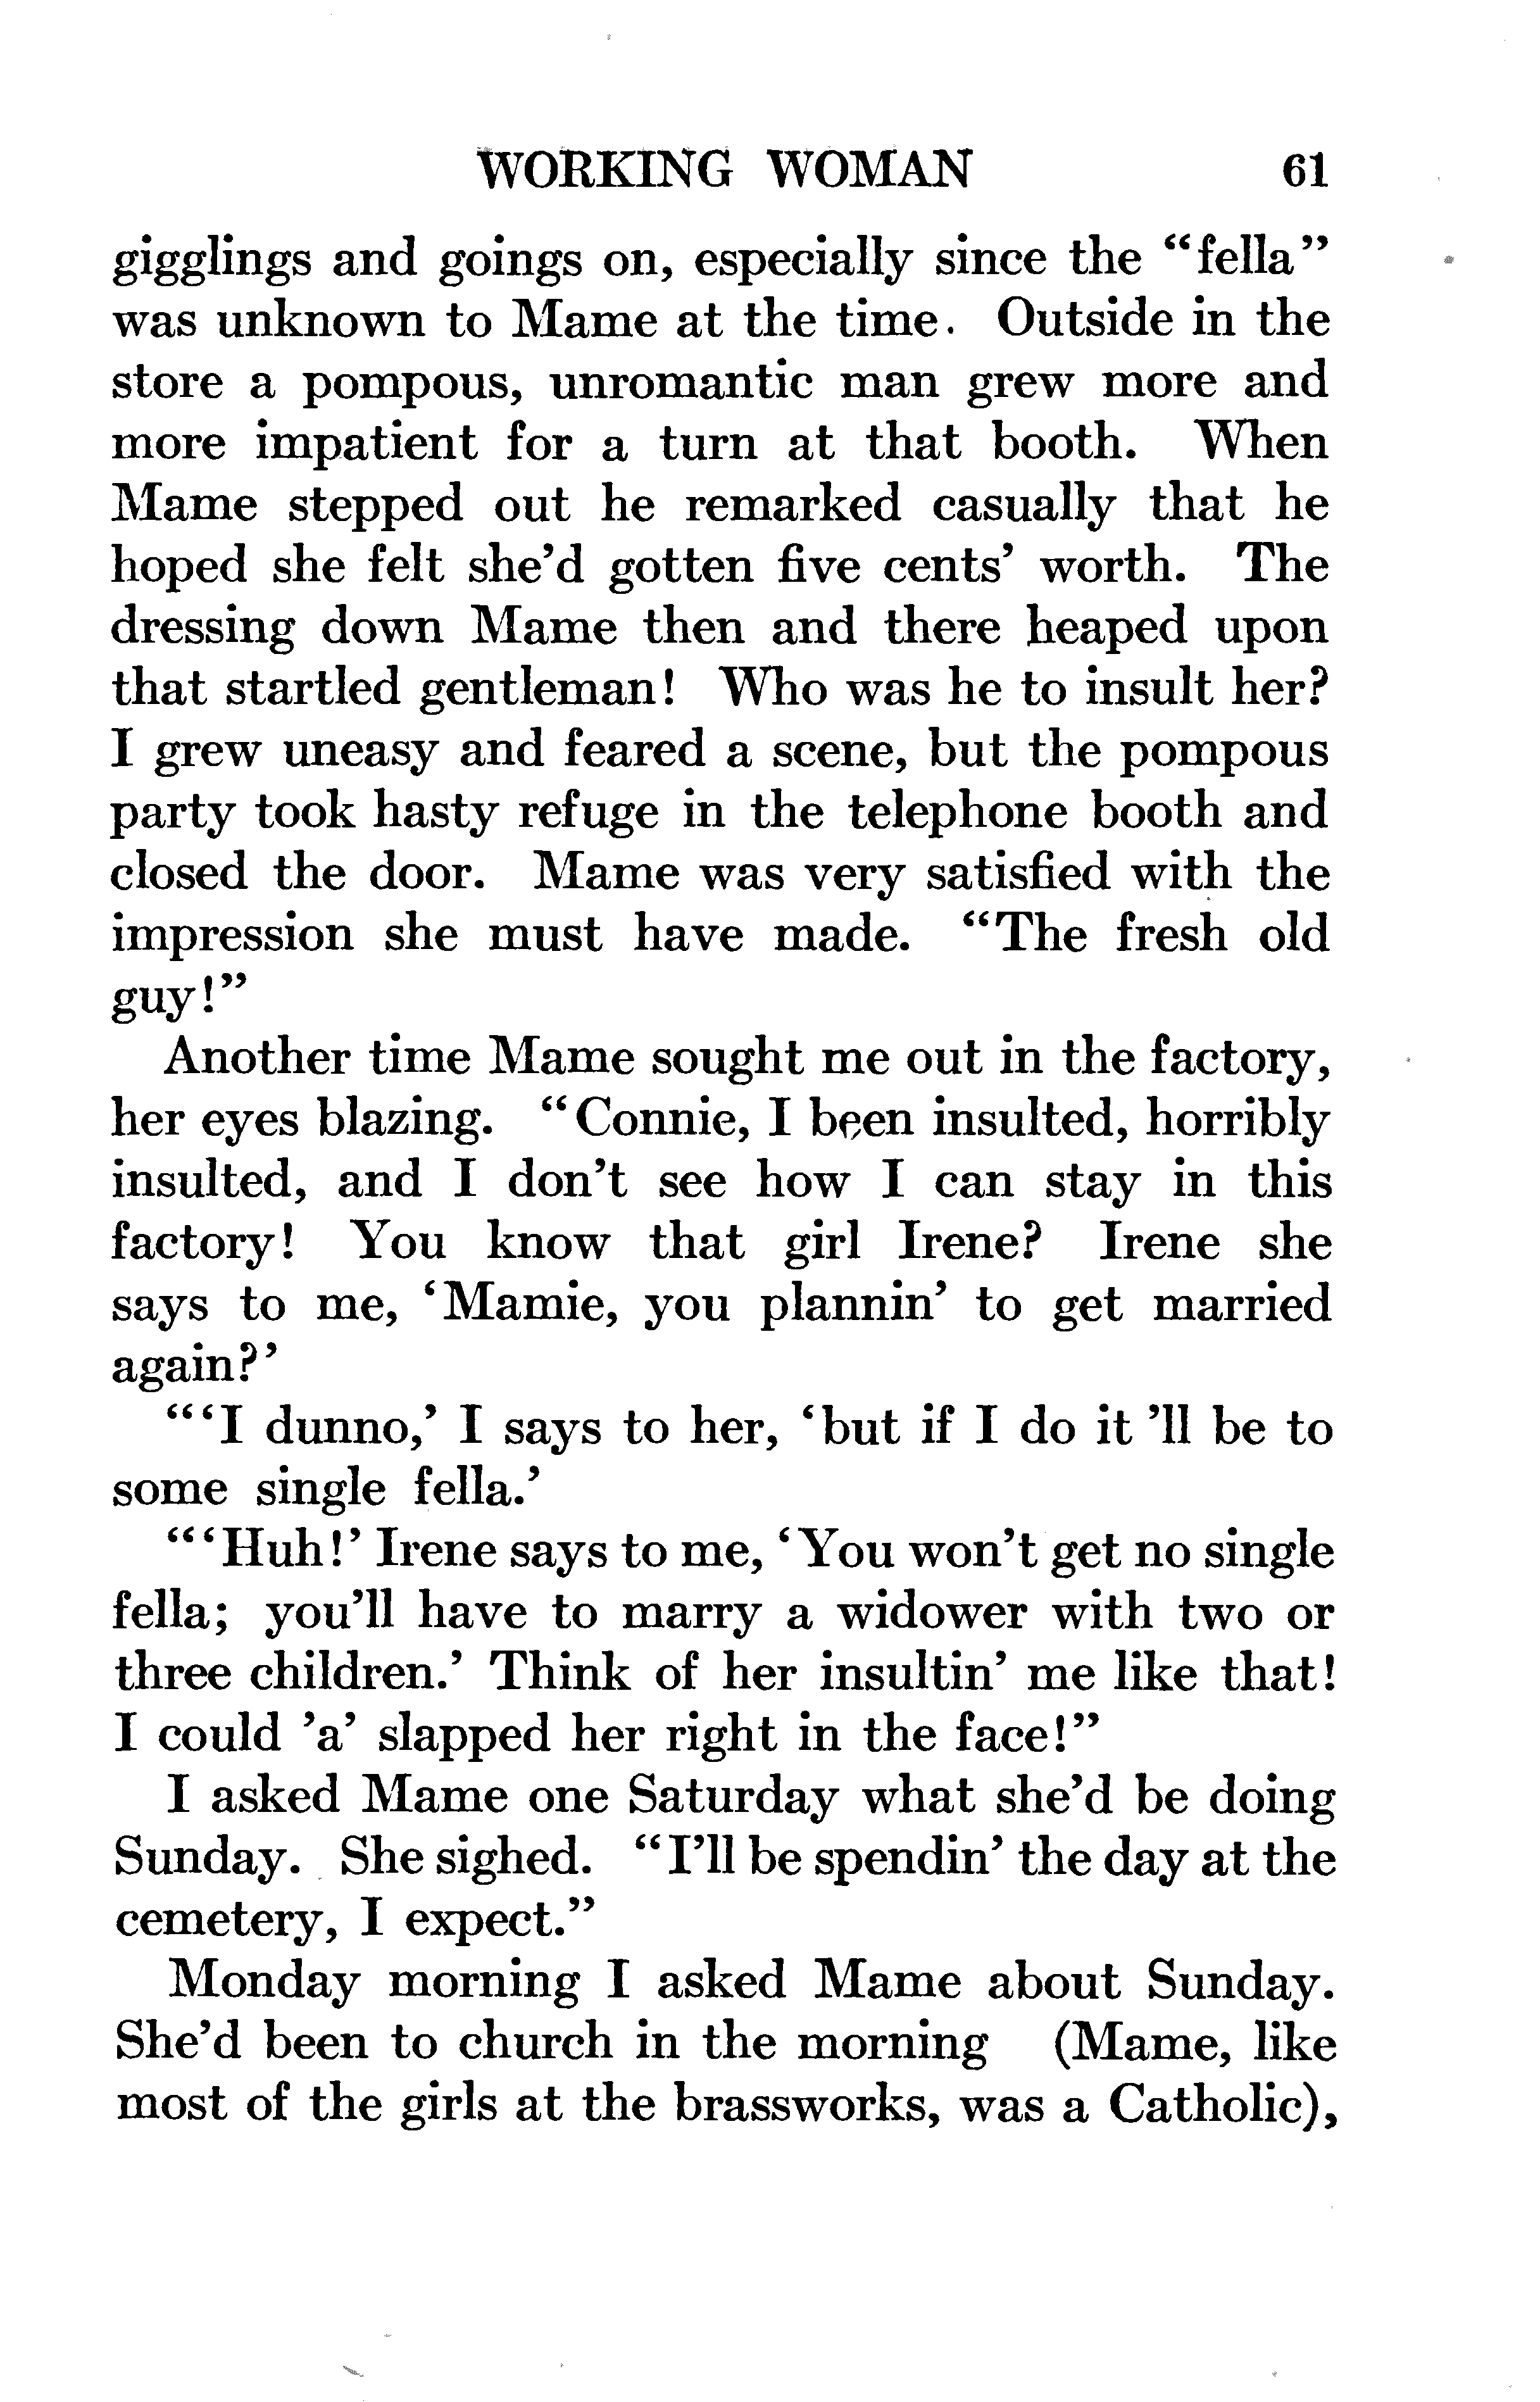 WORKING WOMAN 61
gigglings and goings on, especially since the “fella”
was unknown to Mame at the time. Outside in the
store a pompous, unromantic man grew more and
more impatient for a turn at that booth. When
Mame stepped out he remarked casually that he
hoped she felt she’d gotten five cents’ worth. The
dressing down Mame then and there heaped upon
that startled gentleman! Who was he to insult her?
I grew uneasy and feared a scene, but the pompous
party took hasty refuge in the telephone booth and
closed the door. Mame was very satisfied with the
impression she must have made. “The fresh old
guy!”
Another time Mame sought me out in the factory,
her eyes blazing. “Connie, I been insulted, horribly
insulted, and I don’t see how I can stay in this
factory! You know that girl Irene? Irene she
says to me, ‘Mamie, you plannin’ to get married
again?’
“‘I dunno,’ I says to her, ‘but if I do it ’ll be to
some single fella.’
“‘Huh!’ Irene says to me, ‘You won’t get no single
fella; you’ll have to marry a widower with two or
three children.’ Think of her insultin’ me like that!
I could ’a’ slapped her right in the face!”
I asked Mame one Saturday what she’d be doing
Sunday. She sighed. “I’ll be spendin’ the day at the
cemetery, I expect.”
Monday morning I asked Mame about Sunday.
She’d been to church in the morning (Mame, like
most of the girls at the brassworks, was a Catholic),